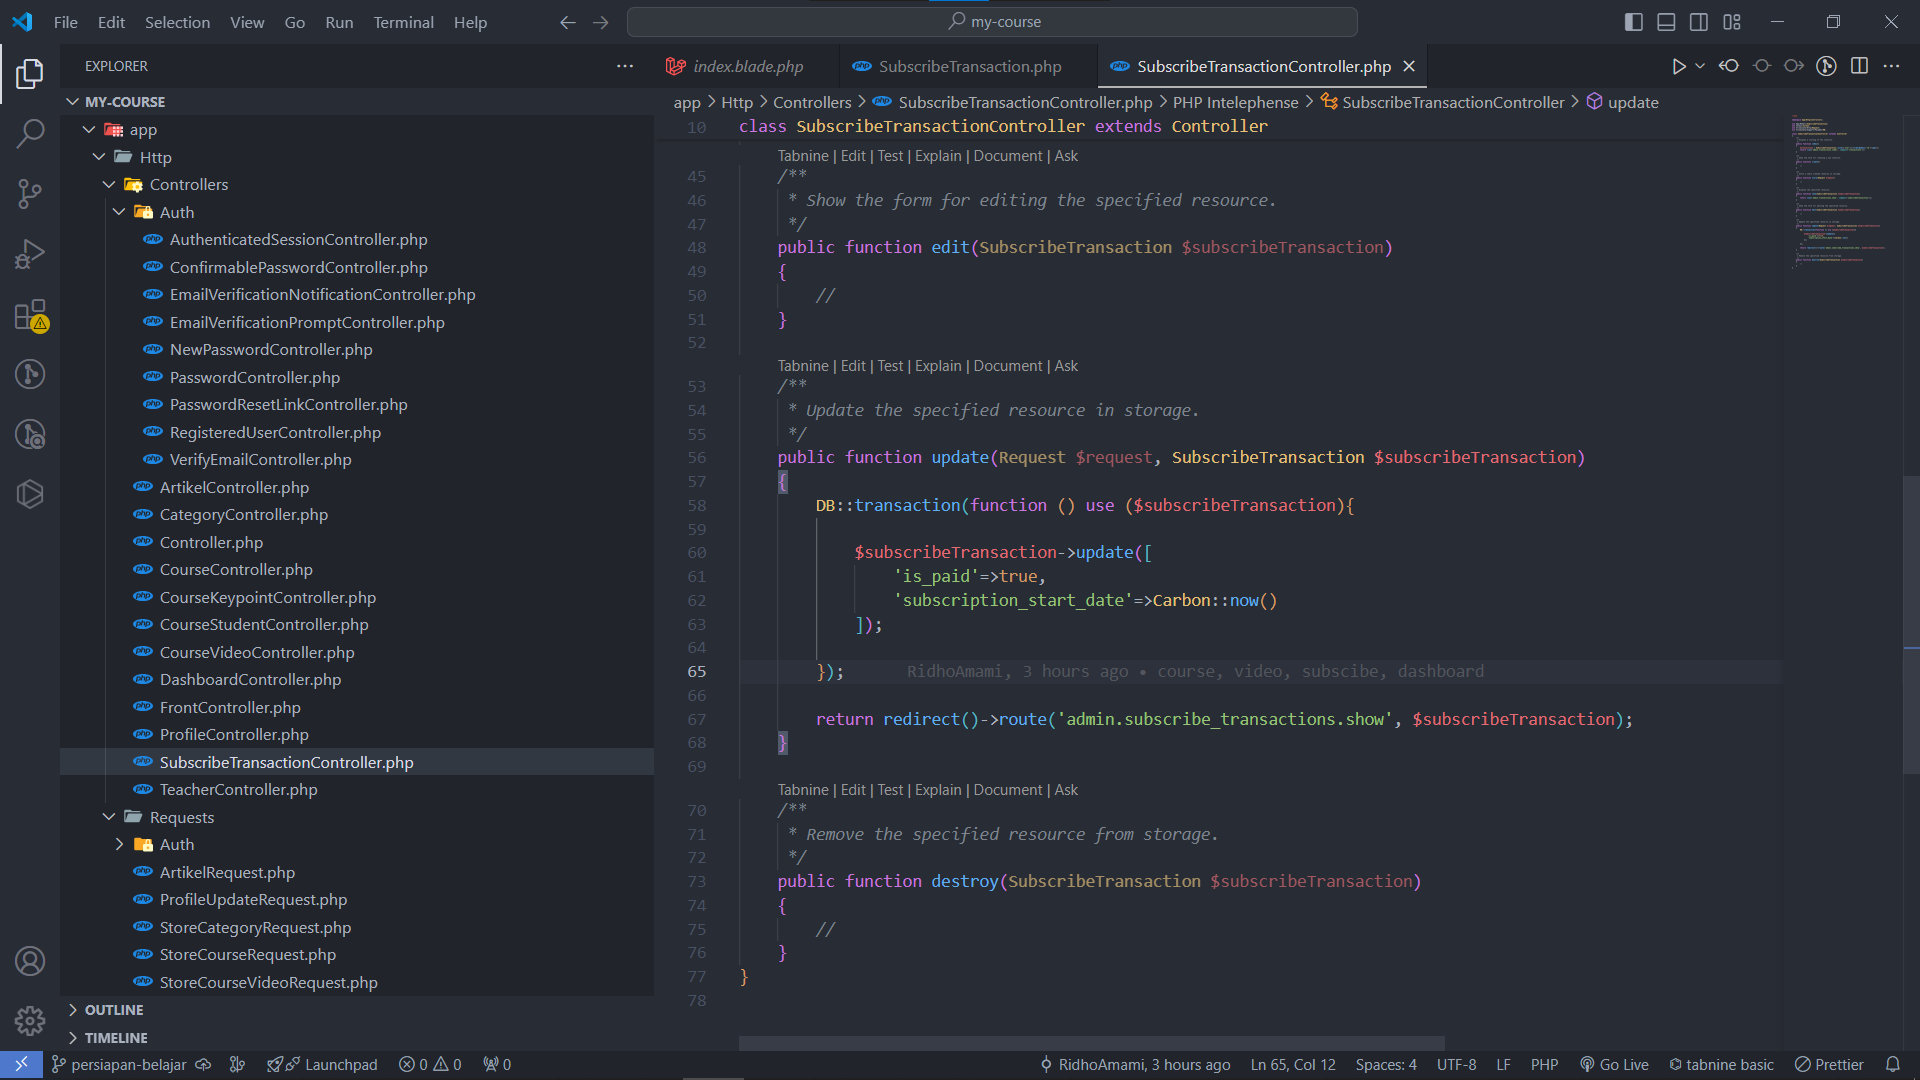 File Edit Selection View Go Run Terminal Help
my-course
EXPLORER
index.blade.php
SubscribeTransaction.php
SubscribeTransactionController.php
MY-COURSE
app > Http > Controllers > SubscribeTransactionController.php > PHP Intelephense > SubscribeTransactionController > update
app
Http
Controllers
Auth
AuthenticatedSessionController.php
ConfirmablePasswordController.php
EmailVerificationNotificationController.php
EmailVerificationPromptController.php
NewPasswordController.php
PasswordController.php
PasswordResetLinkController.php
RegisteredUserController.php
VerifyEmailController.php
ArtikelController.php
CategoryController.php
Controller.php
CourseController.php
CourseKeypointController.php
CourseStudentController.php
CourseVideoController.php
DashboardController.php
FrontController.php
ProfileController.php
SubscribeTransactionController.php
TeacherController.php
Requests
Auth
ArtikelRequest.php
ProfileUpdateRequest.php
StoreCategoryRequest.php
StoreCourseRequest.php
StoreCourseVideoRequest.php
OUTLINE
TIMELINE
10 class SubscribeTransactionController extends Controller
Tabnine | Edit | Test | Explain | Document | Ask
45 /**
46 * Show the form for editing the specified resource.
47 */
48 public function edit(SubscribeTransaction $subscribeTransaction)
49 {
50 //
51 }
52
Tabnine | Edit | Test | Explain | Document | Ask
53 /**
54 * Update the specified resource in storage.
55 */
56 public function update(Request $request, SubscribeTransaction $subscribeTransaction)
57 {
58 DB::transaction(function () use ($subscribeTransaction){
59
60 $subscribeTransaction->update([
61 'is_paid'=>true,
62 'subscription_start_date'=>Carbon::now()
63 ]);
64
65 }); RidhoAmami, 3 hours ago • course, video, subscibe, dashboard
66
67 return redirect()->route('admin.subscribe_transactions.show', $subscribeTransaction);
68 }
69
Tabnine | Edit | Test | Explain | Document | Ask
70 /**
71 * Remove the specified resource from storage.
72 */
73 public function destroy(SubscribeTransaction $subscribeTransaction)
74 {
75 //
76 }
77 }
78
persiapan-belajar Launchpad 0 0 0 RidhoAmami, 3 hours ago Ln 65, Col 12 Spaces: 4 UTF-8 LF PHP Go Live tabnine basic Prettier